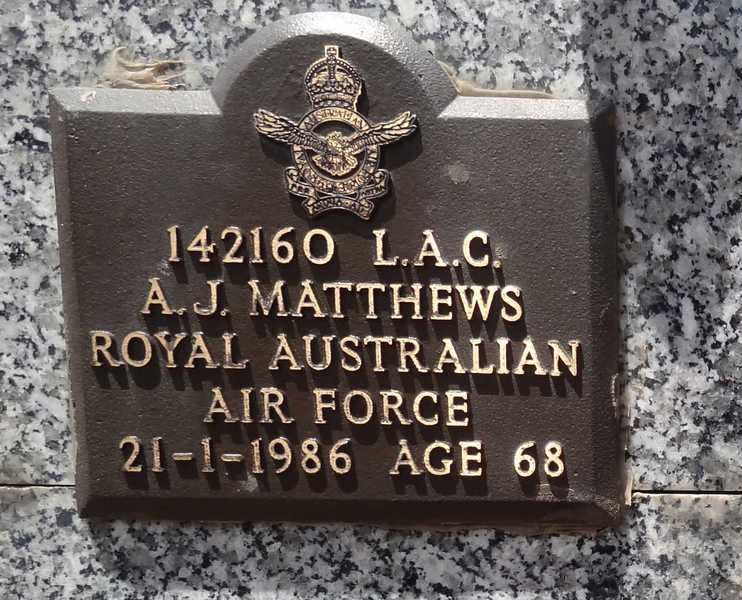 142160 L.A.C.
A.J. MATTHEWS
ROYAL AUSTRALIAN
AIR FORCE
21-1-1986 AGE 68